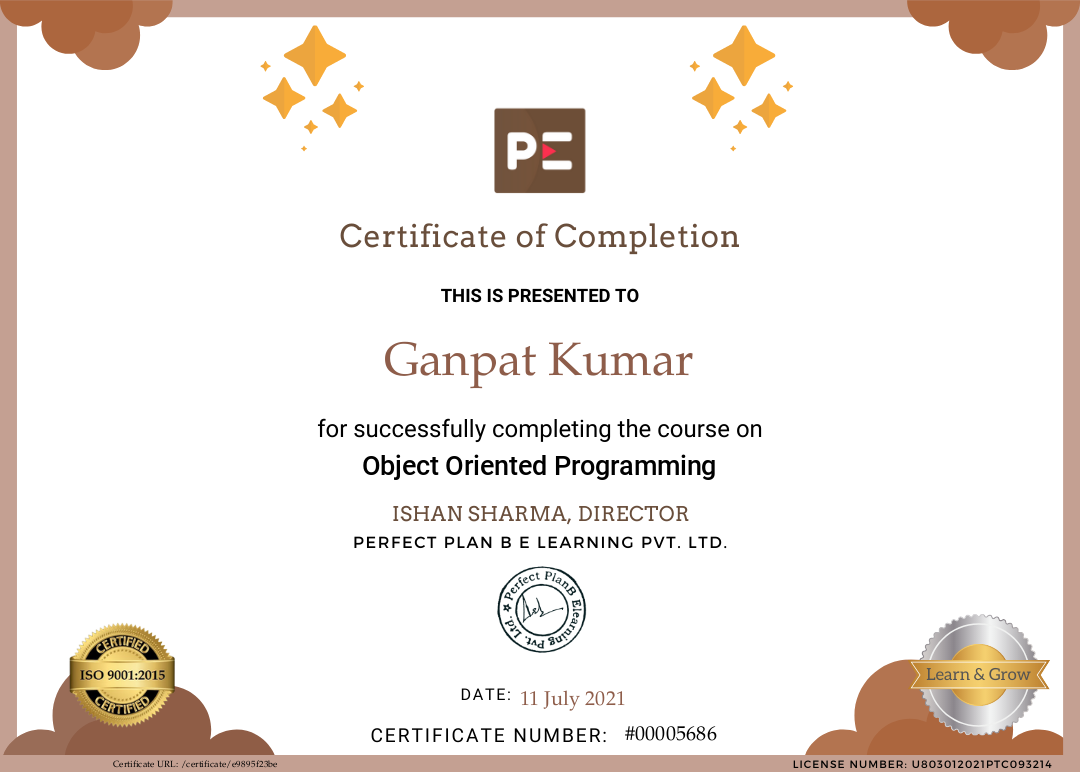 PE
Certificate of Completion
THIS IS PRESENTED TO
Ganpat Kumar
for successfully completing the course on
Object Oriented Programming
ISHAN SHARMA, DIRECTOR
PERFECT PLAN B E LEARNING PVT. LTD.
Perfect PlanB Elearning Pvt. Ltd.
CERTIFIED
ISO 9001:2015
CERTIFIED
Learn & Grow
DATE: 11 July 2021
CERTIFICATE NUMBER: #00005686
Certificate URL: /certificate/e9895f23be
LICENSE NUMBER: U803012021PTC093214